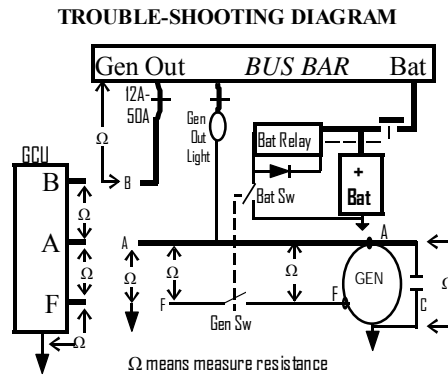 TROUBLE-SHOOTING DIAGRAM
Gen Out BUS BAR Bat
12A-
50A
Ω
Gen
Out
Light
Bat Relay
+
Bat
Bat Sw
GCU
B
B
Ω
A
A
A
Ω
Ω
Ω
Ω
Ω
GEN
F
F
F
C
Gen Sw
Ω
Ω means measure resistance